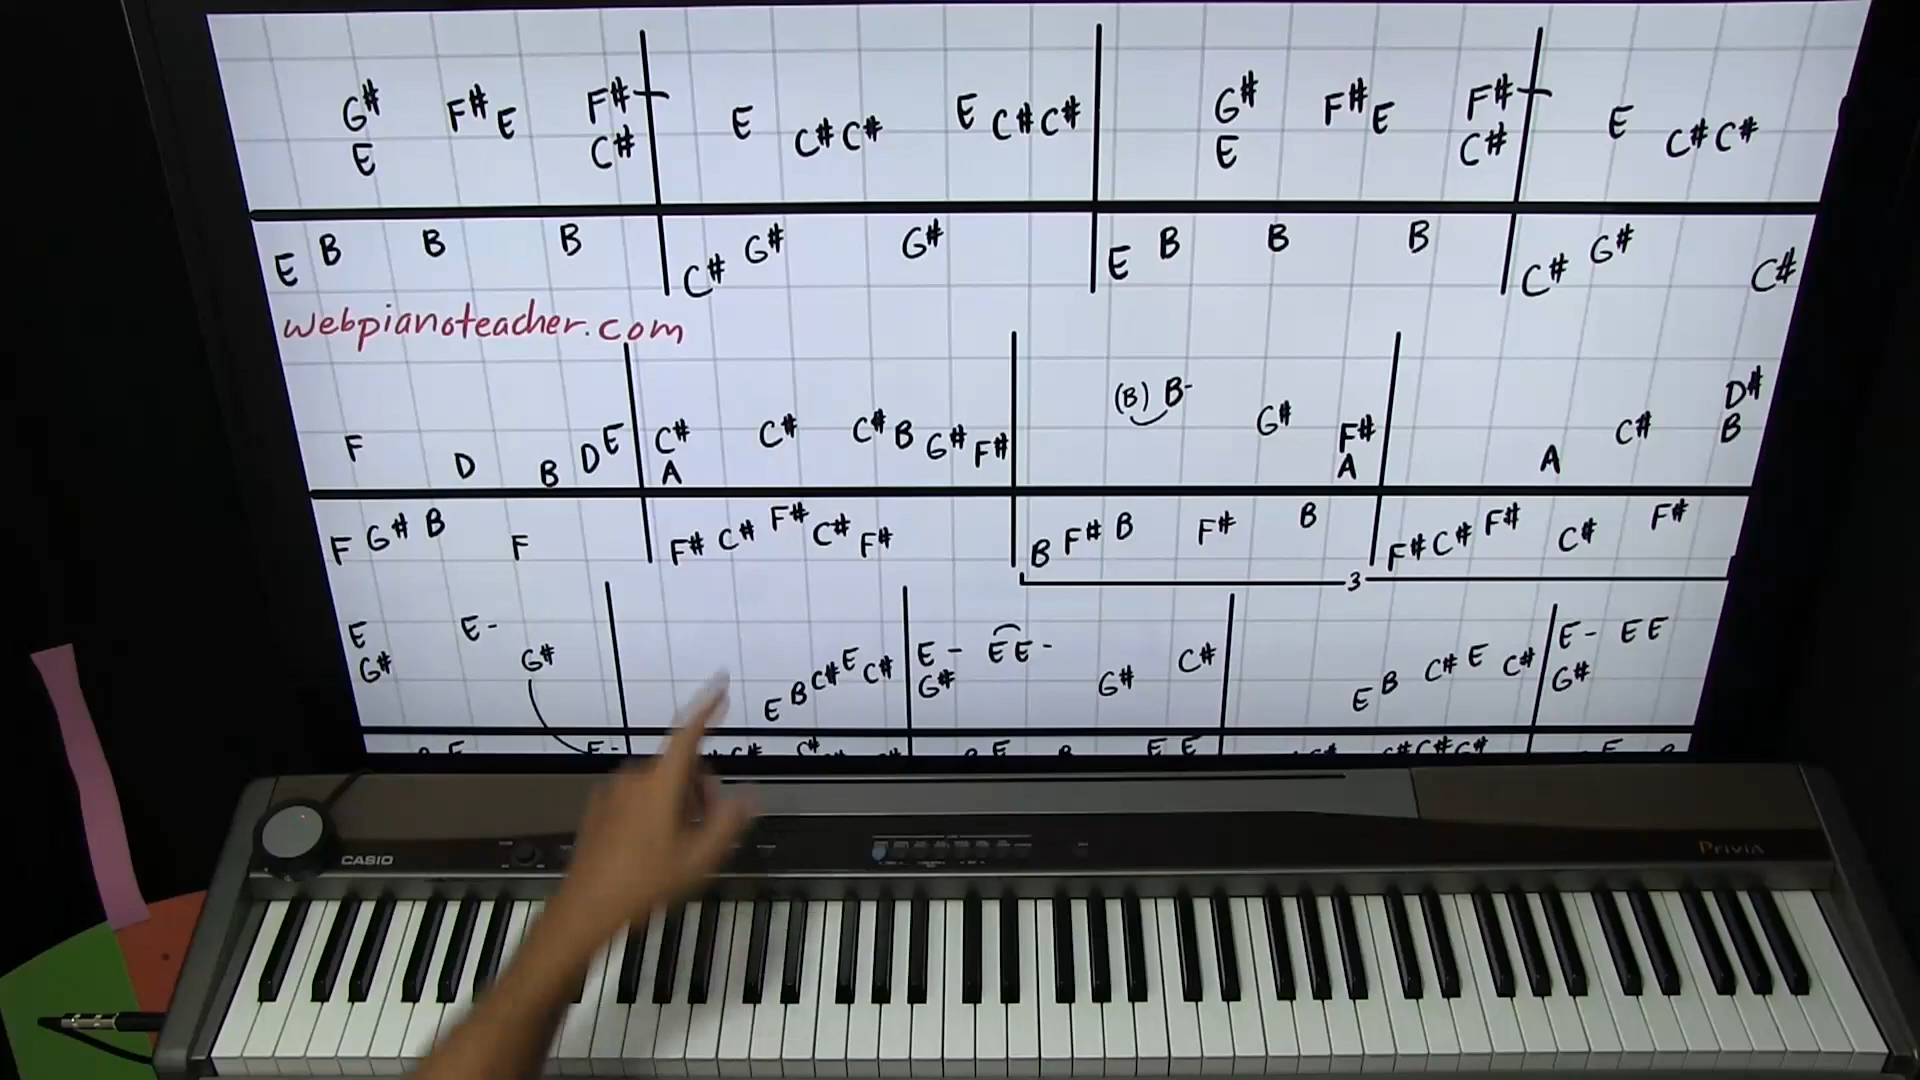 G# F# E F# E C# C# E C# C# G# F# E F# E C# C#
E C# E C#
E B B B C# G# G# E B B B C# G# C#
webpianoteacher.com
(B) B- D#
F D B D E C# C# C# B G# F# G# F# A C# B
A A
F G# B F F# C# F# C# F# B F# B F# B F# C# F# C# F#
3
E E- G# E B C# E C# E - E E - G# C# E B C# E C# E- E E
G# G# G#
CASIO
Privia